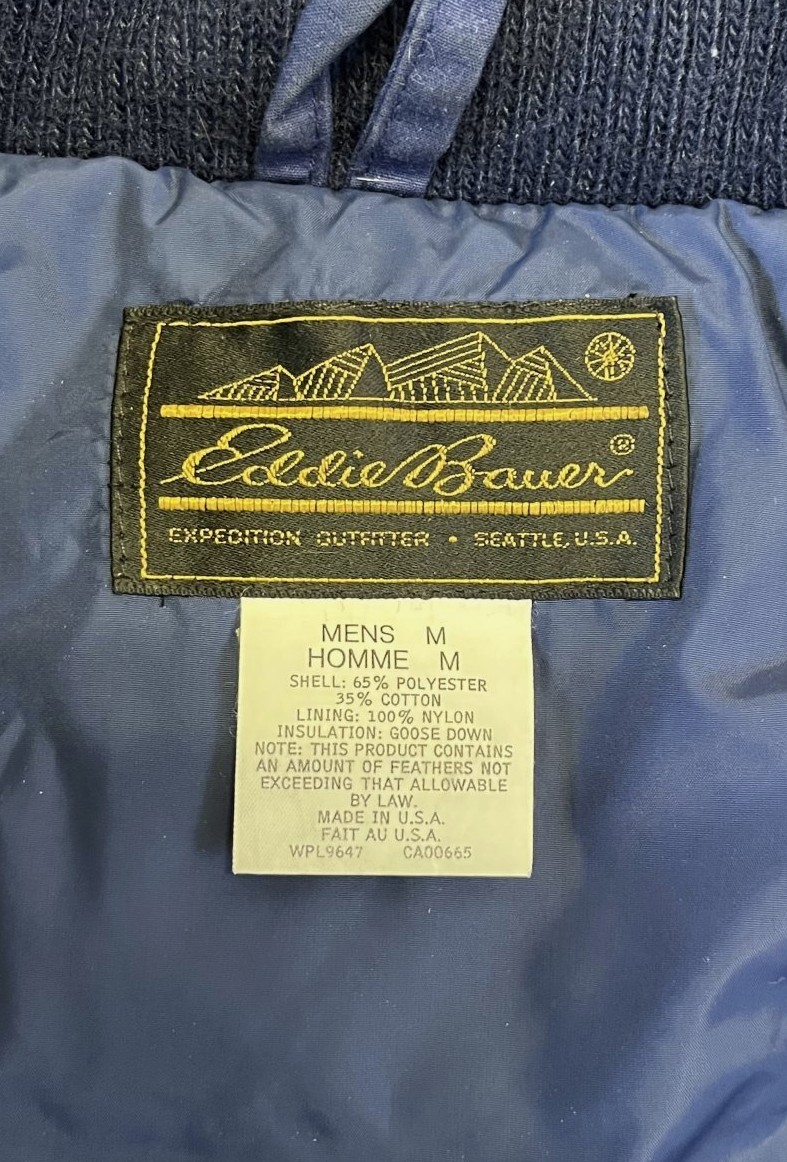 Eddie Bauer ®
EXPEDITION OUTFITTER • SEATTLE, U.S.A.
MENS M
HOMME M
SHELL: 65% POLYESTER
35% COTTON
LINING: 100% NYLON
INSULATION: GOOSE DOWN
NOTE: THIS PRODUCT CONTAINS
AN AMOUNT OF FEATHERS NOT
EXCEEDING THAT ALLOWABLE
BY LAW.
MADE IN U.S.A.
FAIT AU U.S.A.
WPL9647 CA00665